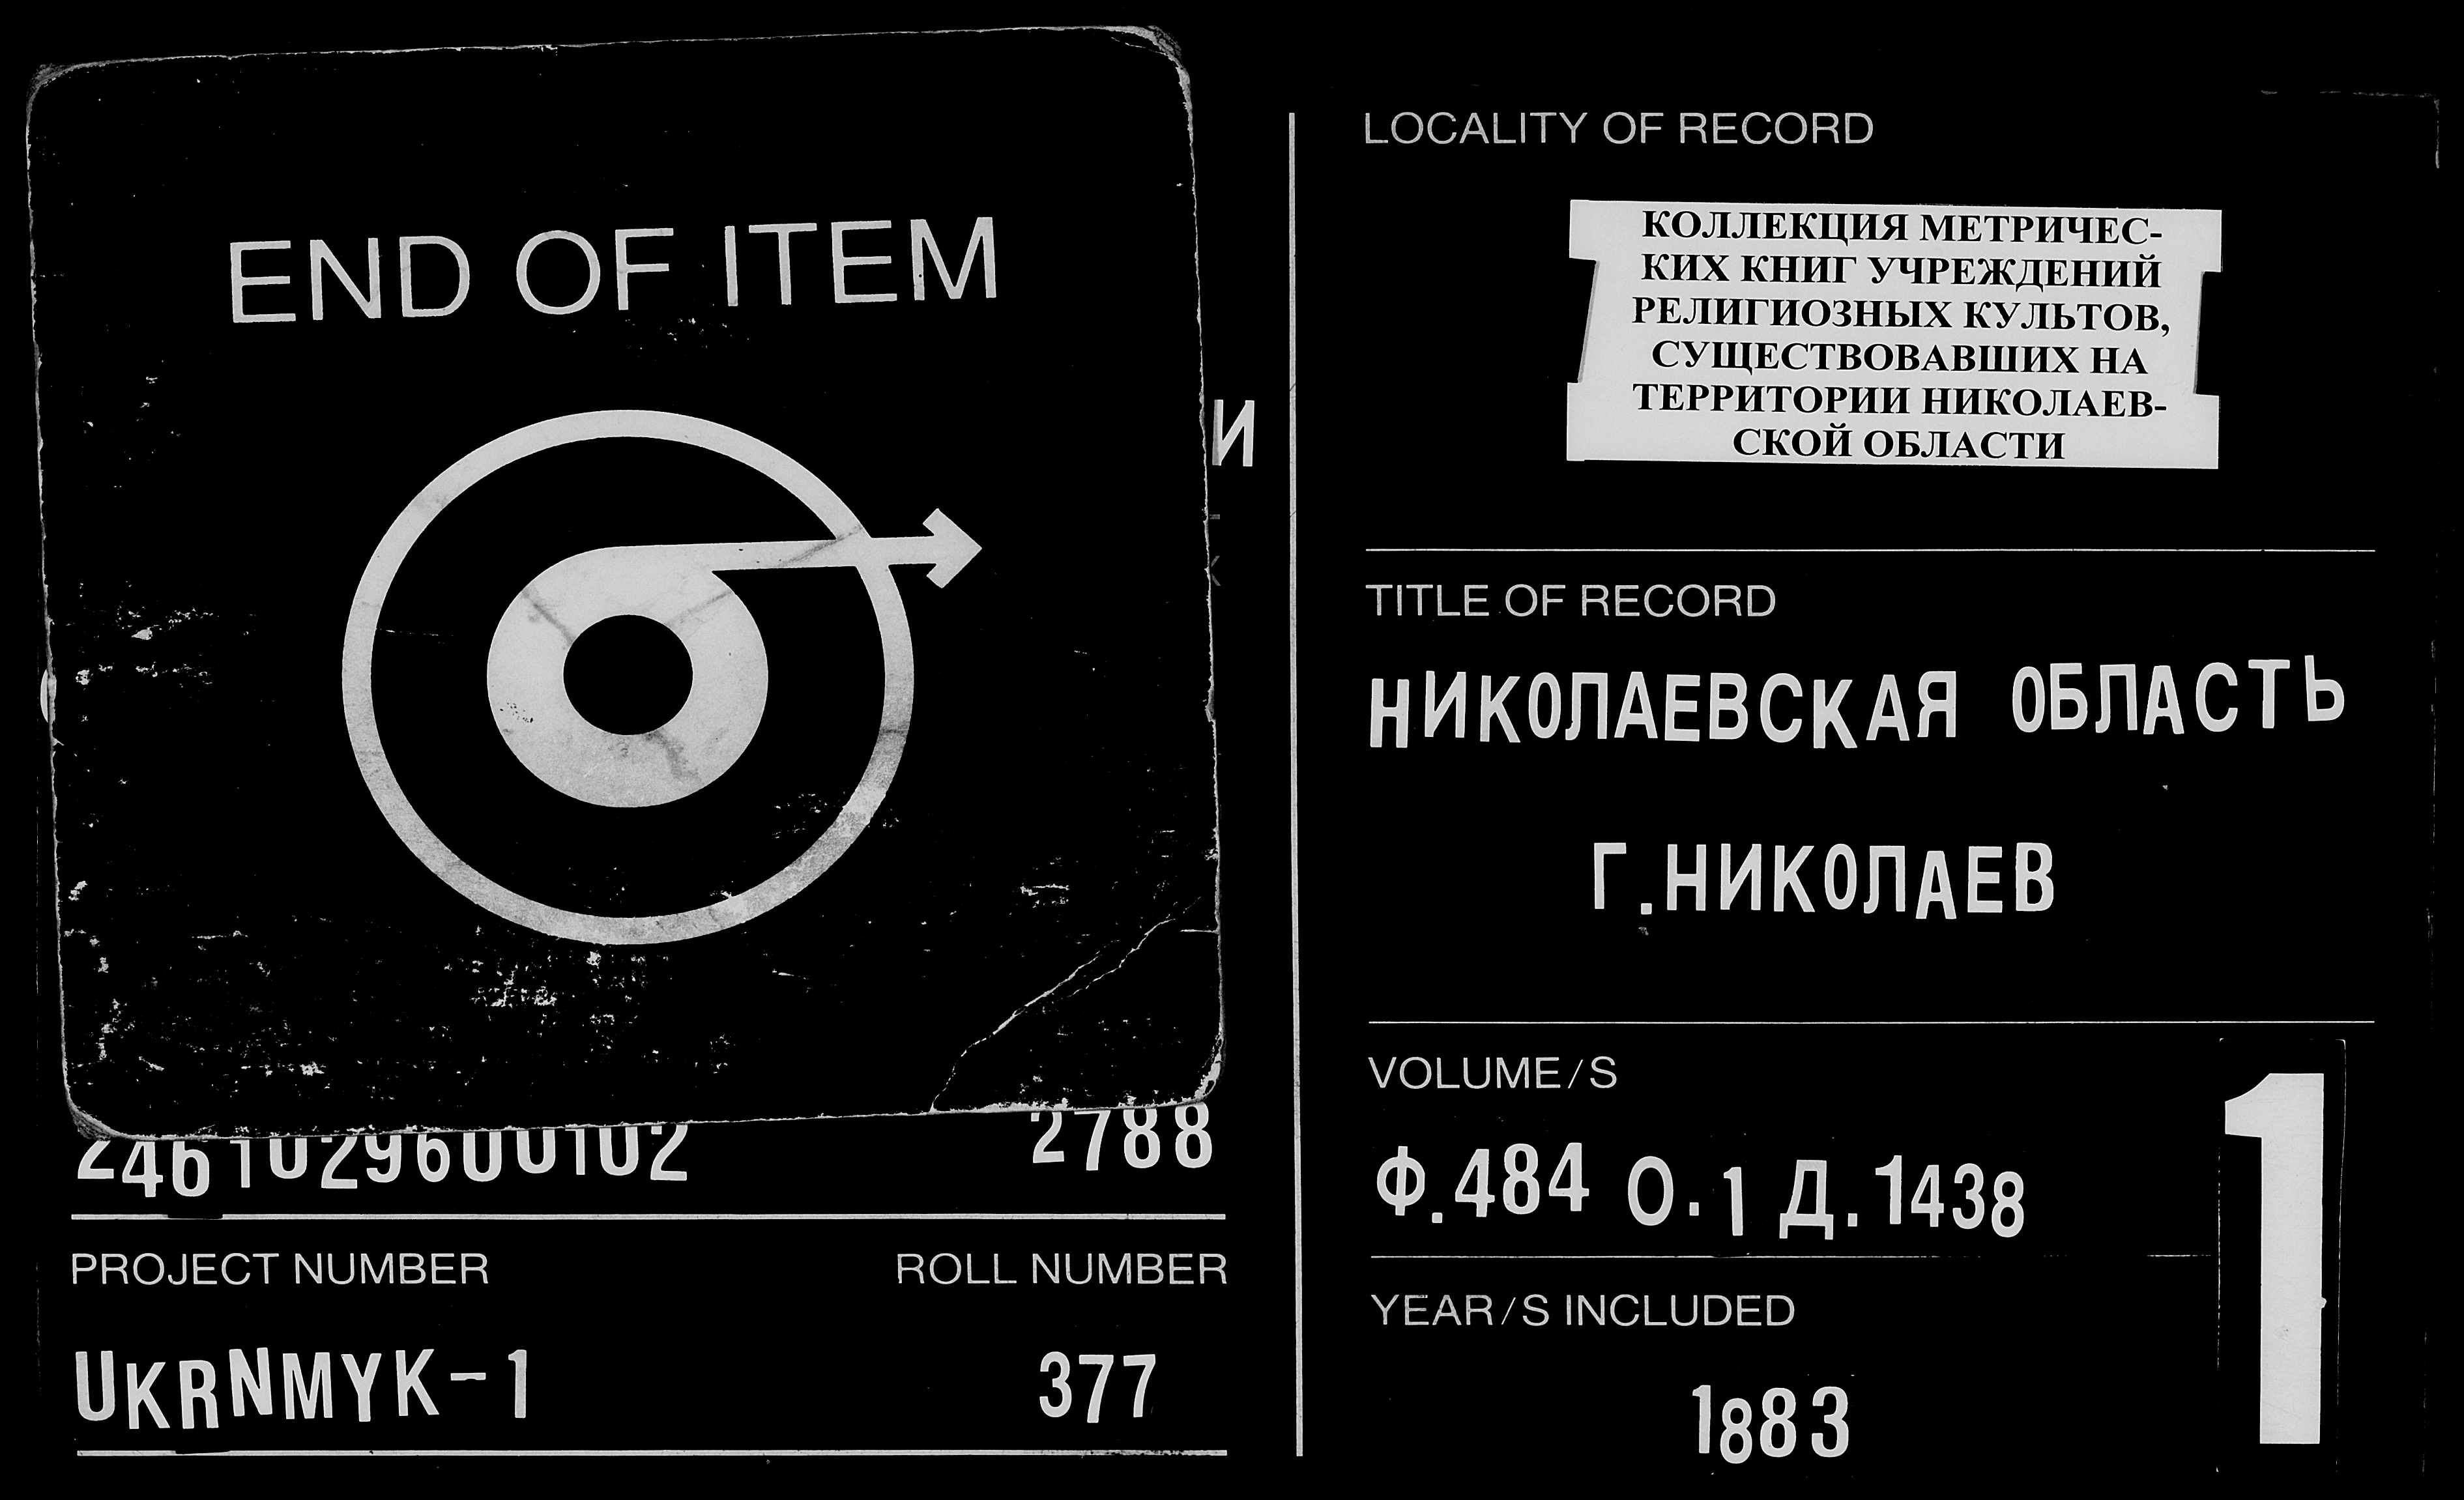 END OF ITEM
И
2461029600102 2788
PROJECT NUMBER ROLL NUMBER
UKRNMYK-1 377
LOCALITY OF RECORD
КОЛЛЕКЦИЯ МЕТРИЧЕС-
КИХ КНИГ УЧРЕЖДЕНИЙ
РЕЛИГИОЗНЫХ КУЛЬТОВ,
СУЩЕСТВОВАВШИХ НА
ТЕРРИТОРИИ НИКОЛАЕВ-
СКОЙ ОБЛАСТИ
TITLE OF RECORD
НИКОЛАЕВСКАЯ ОБЛАСТЬ
Г.НИКОЛАЕВ
VOLUME/S
Ф.484 О.1 Д.1438
YEAR/S INCLUDED
1883
1